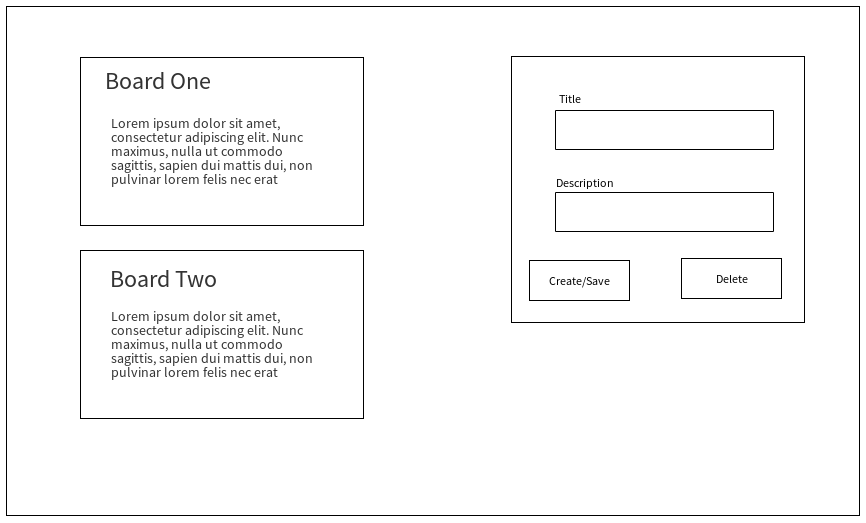 Board One
Lorem ipsum dolor sit amet,
consectetur adipiscing elit. Nunc
maximus, nulla ut commodo
sagittis, sapien dui mattis dui, non
pulvinar lorem felis nec erat
Board Two
Lorem ipsum dolor sit amet,
consectetur adipiscing elit. Nunc
maximus, nulla ut commodo
sagittis, sapien dui mattis dui, non
pulvinar lorem felis nec erat
Title
Description
Create/Save
Delete